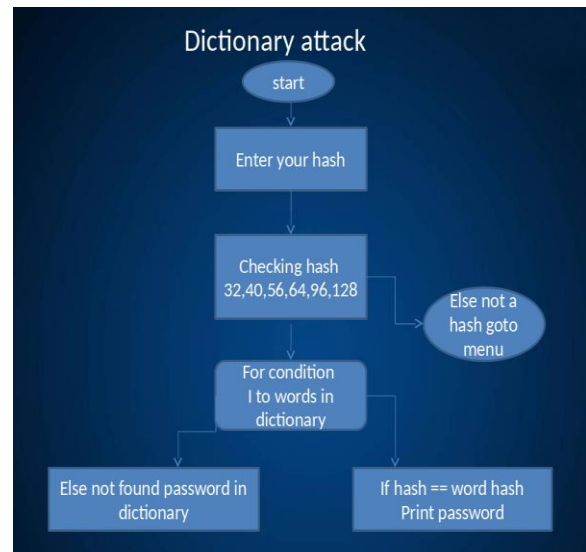 Dictionary attack
start
Enter your hash
Checking hash
32,40,56,64,96,128
Else not a
hash goto
menu
For condition
I to words in
dictionary
Else not found password in
dictionary
If hash == word hash
Print password